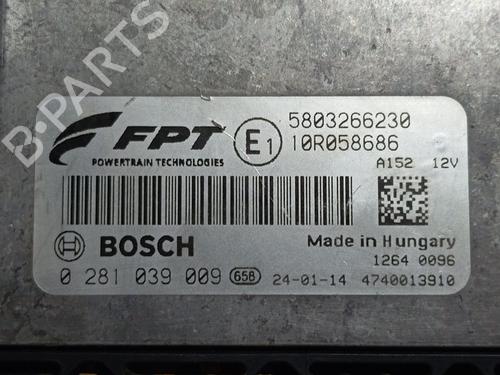 B-PARTS
FPT
POWERTRAIN TECHNOLOGIES
E1
5803266230
10R058686
A152 12V
BOSCH
Made in Hungary
1264 0096
0 281 039 009 658 24-01-14 4740013910